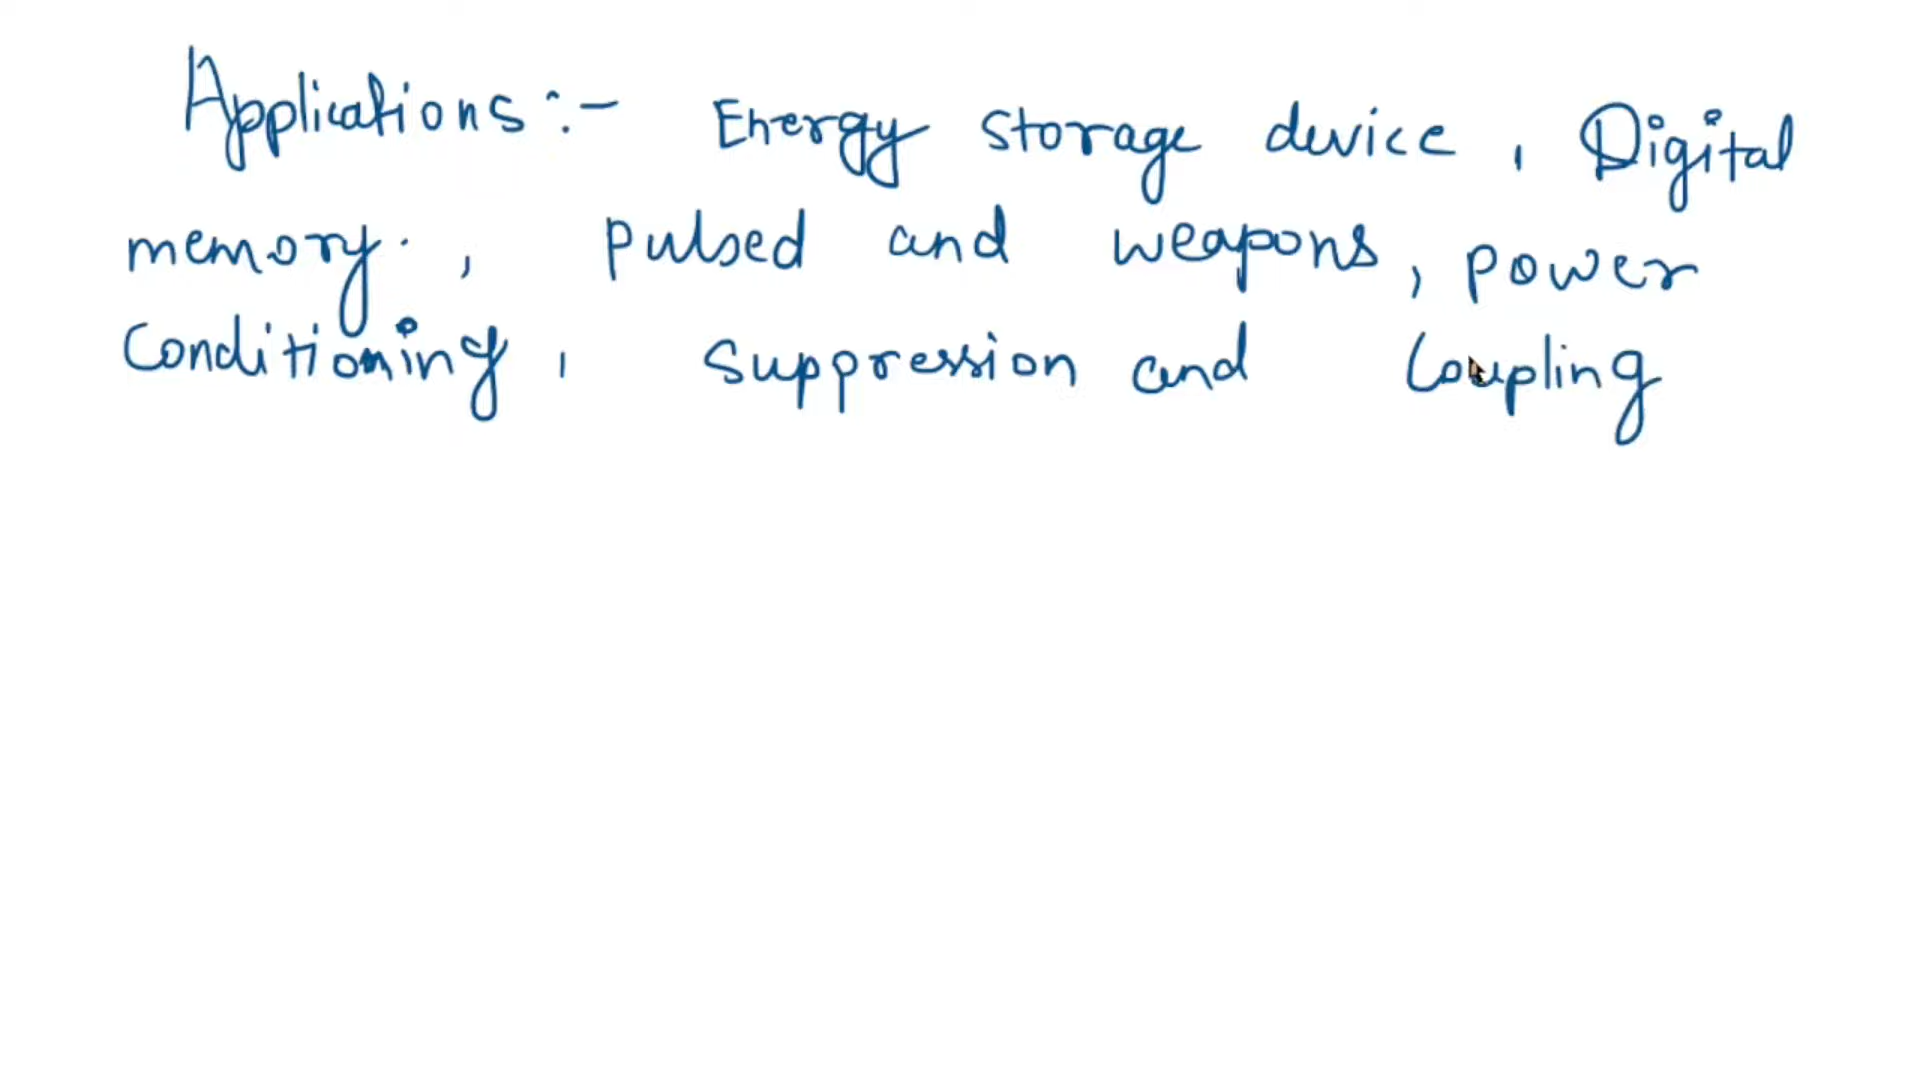 Applications :- Energy storage device , Digital
memory. , pulsed and weapons , power
Conditioning , suppression and Coupling